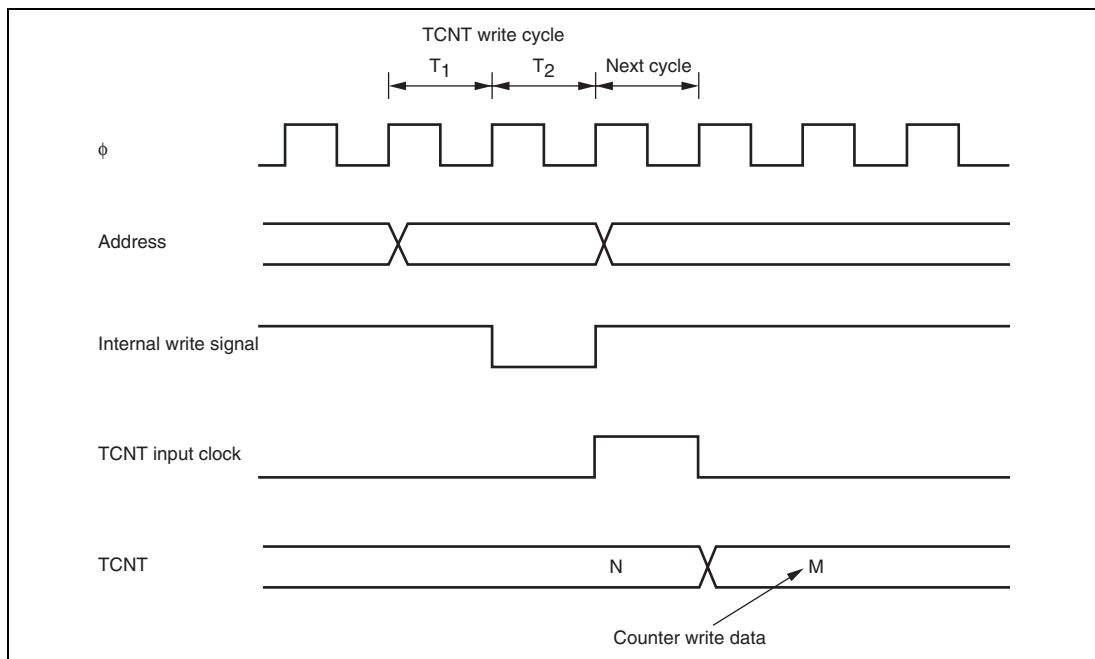 TCNT write cycle
T1 T2 Next cycle
ϕ
Address
Internal write signal
TCNT input clock
TCNT N M
Counter write data